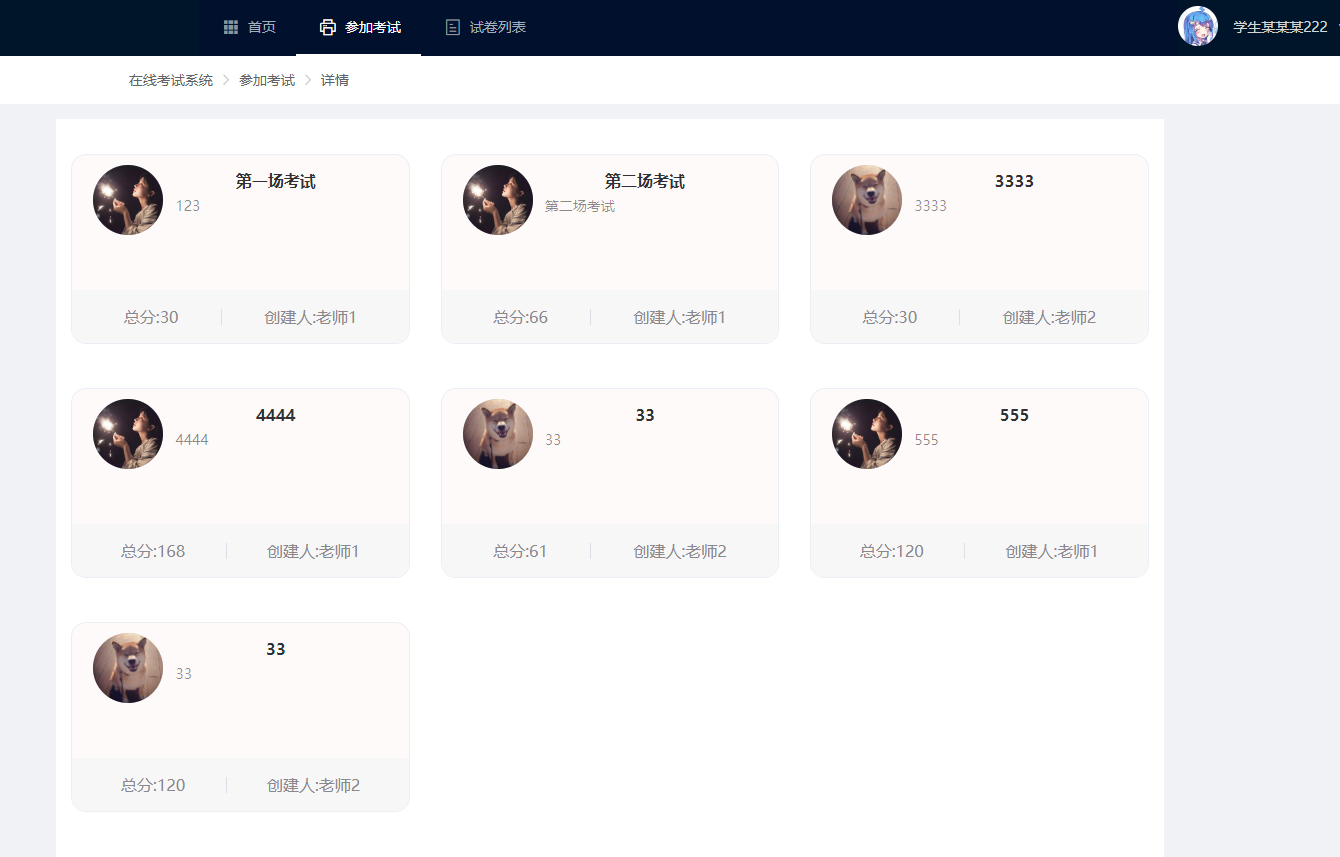 首页 参加考试 试卷列表 学生某某某222
在线考试系统 > 参加考试 > 详情
第一场考试
123
总分:30 创建人:老师1
第二场考试
第二场考试
总分:66 创建人:老师1
3333
3333
总分:30 创建人:老师2
4444
4444
总分:168 创建人:老师1
33
33
总分:61 创建人:老师2
555
555
总分:120 创建人:老师1
33
33
总分:120 创建人:老师2